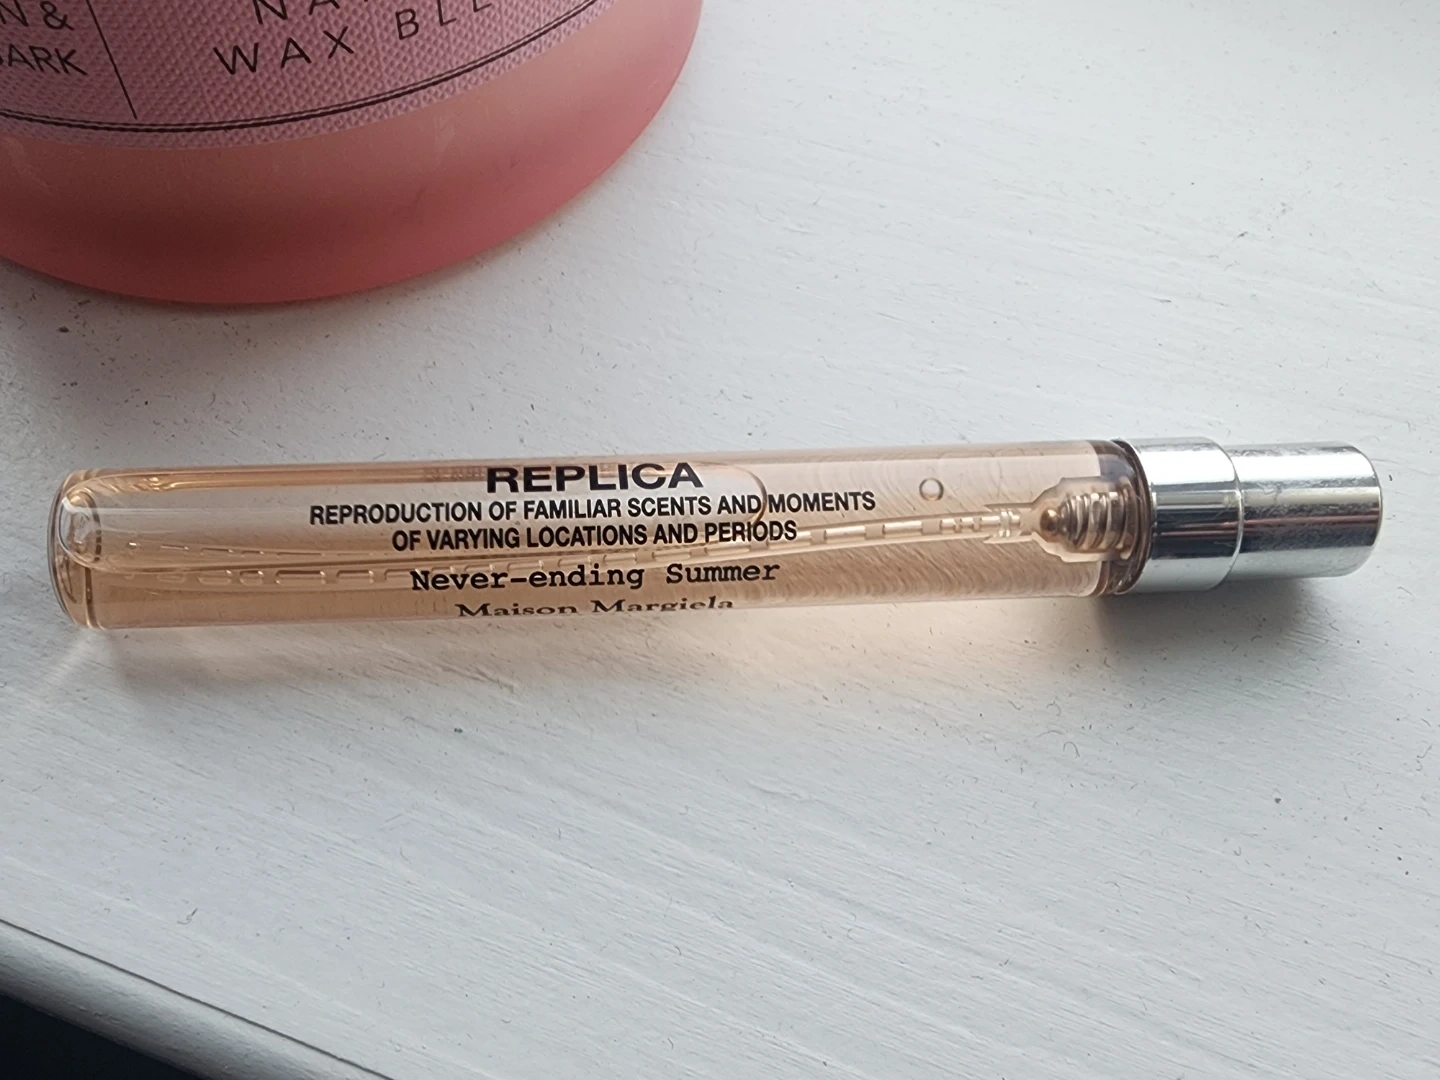 N &
ARK
WAX BLE
REPLICA
REPRODUCTION OF FAMILIAR SCENTS AND MOMENTS
OF VARYING LOCATIONS AND PERIODS
Never-ending Summer
Maison Margiela